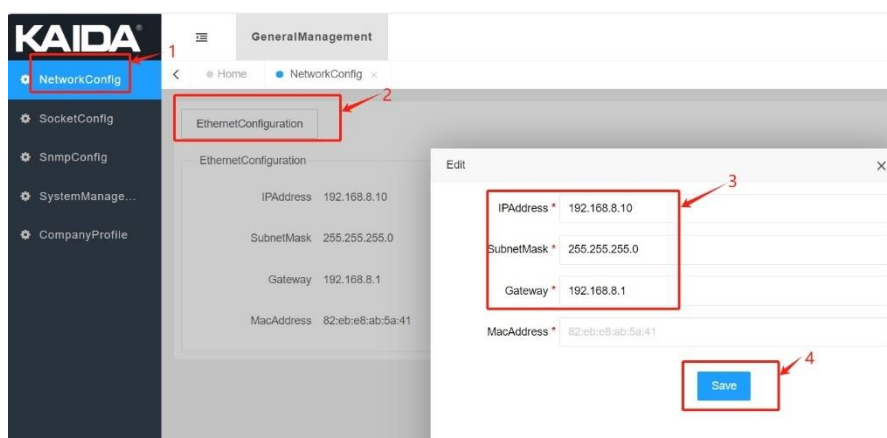 KAIDA®
GeneralManagement
1
NetworkConfig
Home
NetworkConfig ×
2
SocketConfig
EthernetConfiguration
SnmpConfig
EthernetConfiguration
SystemManage...
IPAddress 192.168.8.10
CompanyProfile
SubnetMask 255.255.255.0
Gateway 192.168.8.1
MacAddress 82:eb:e8:ab:5a:41
Edit
3
IPAddress * 192.168.8.10
SubnetMask * 255.255.255.0
Gateway * 192.168.8.1
MacAddress * 82:eb:e8:ab:5a:41
4
Save